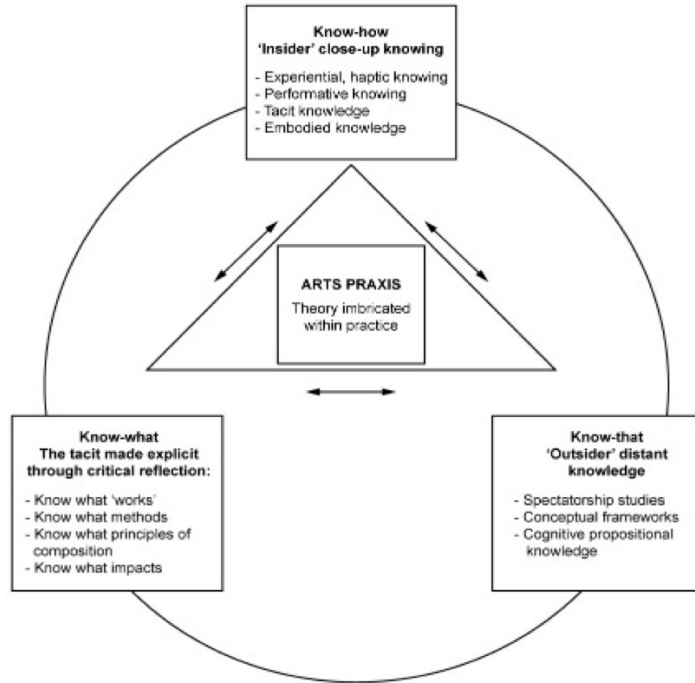 Know-how
'Insider' close-up knowing
- Experiential, haptic knowing
- Performative knowing
- Tacit knowledge
- Embodied knowledge
ARTS PRAXIS
Theory imbricated
within practice
Know-what
The tacit made explicit
through critical reflection:
- Know what 'works'
- Know what methods
- Know what principles of
composition
- Know what impacts
Know-that
'Outsider' distant
knowledge
- Spectatorship studies
- Conceptual frameworks
- Cognitive propositional
knowledge